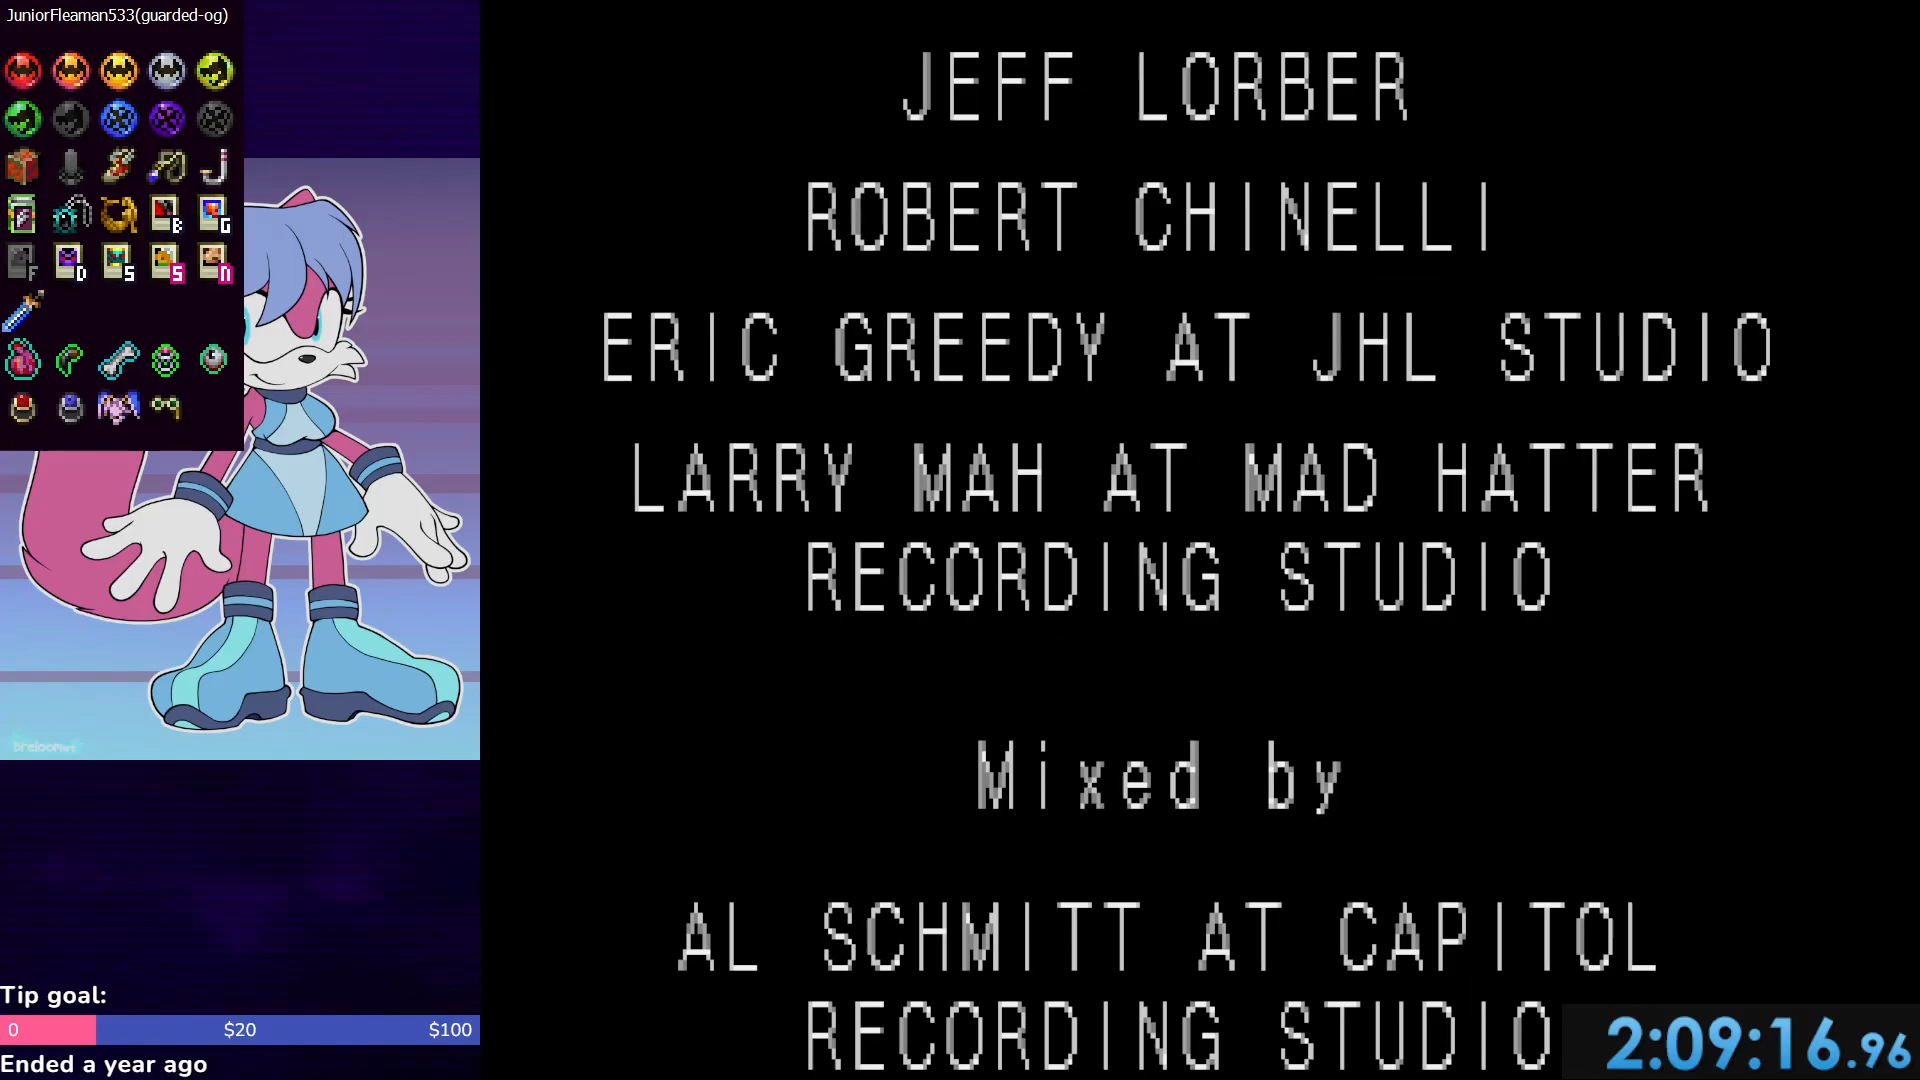 JuniorFleaman533(guarded-og)
B
G
F
D
S
S
n
breloomwt
Tip goal:
0 $20 $100
Ended a year ago
JEFF LORBER
ROBERT CHINELLI
ERIC GREEDY AT JHL STUDIO
LARRY MAH AT MAD HATTER
RECORDING STUDIO
Mixed by
AL SCHMITT AT CAPITOL
RECORDING STUDIO
2:09:16.96